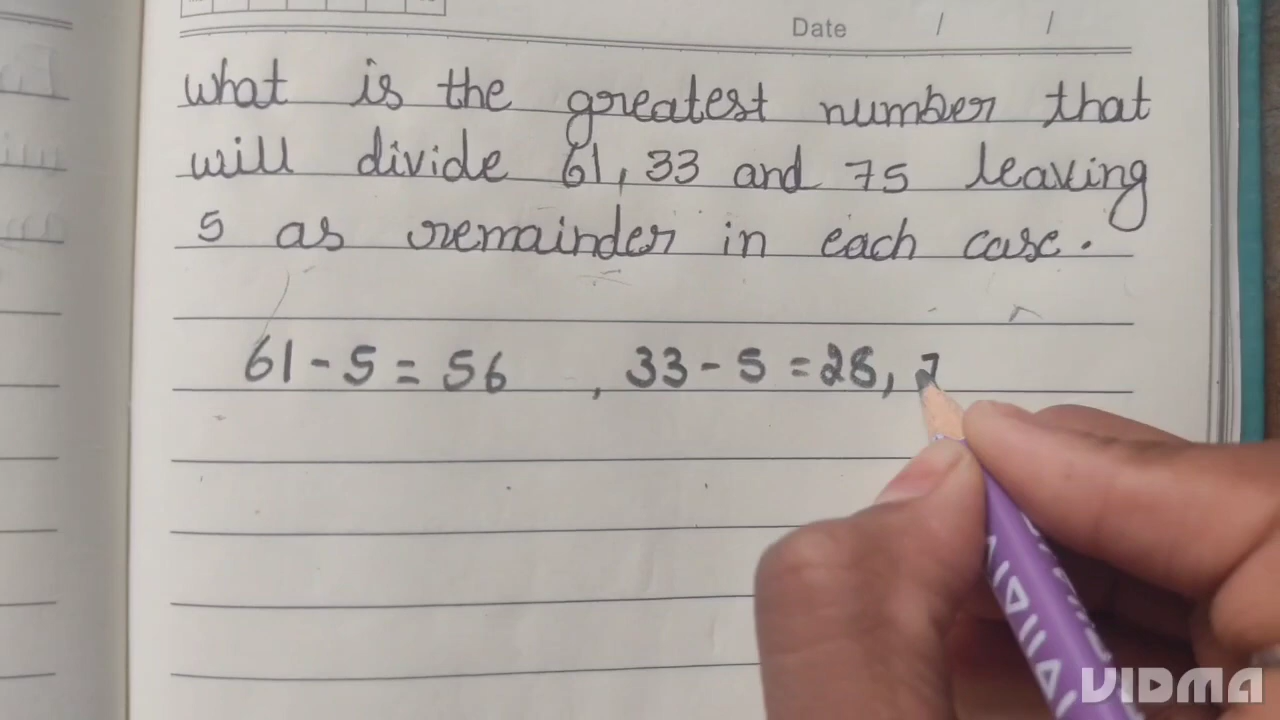 Date / /
what is the greatest number that
will divide 61, 33 and 75 leaving
5 as remainder in each case.
61 - 5 = 56 , 33 - 5 = 28, 7
VIDMA